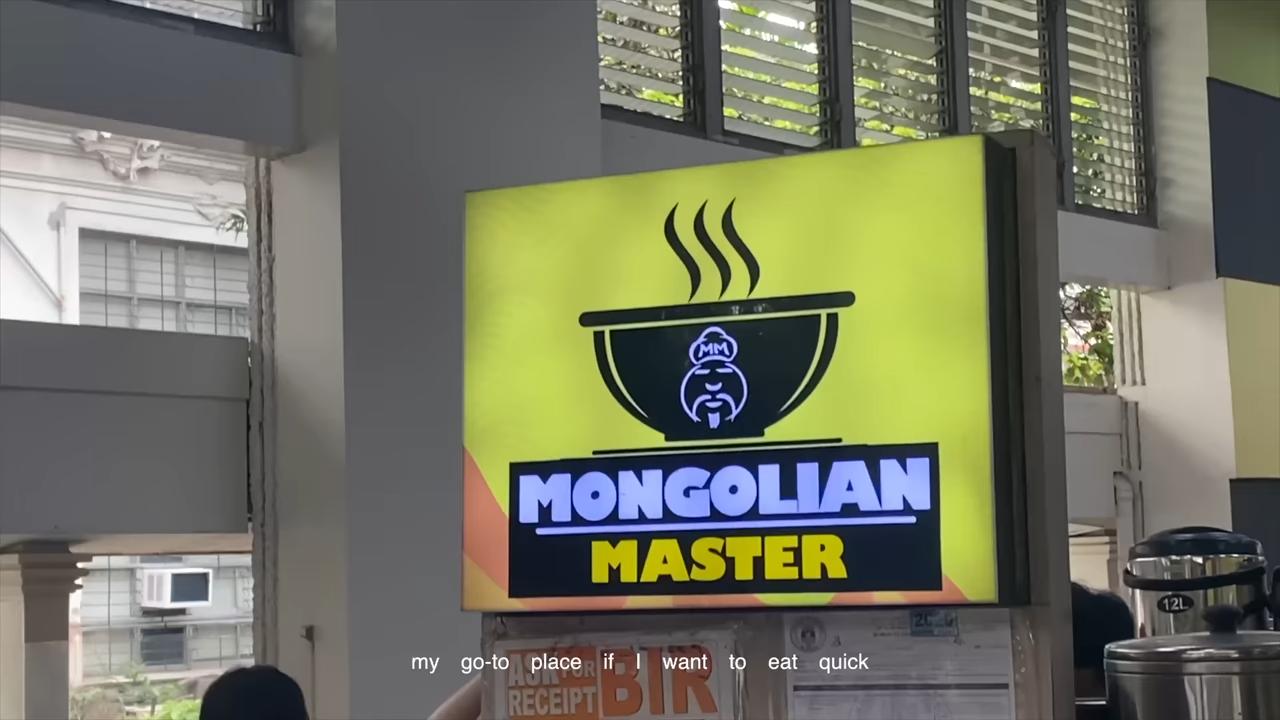 MM
MONGOLIAN
MASTER
12L
my go-to place if I want to eat quick
ASK FOR
RECEIPT
BIR